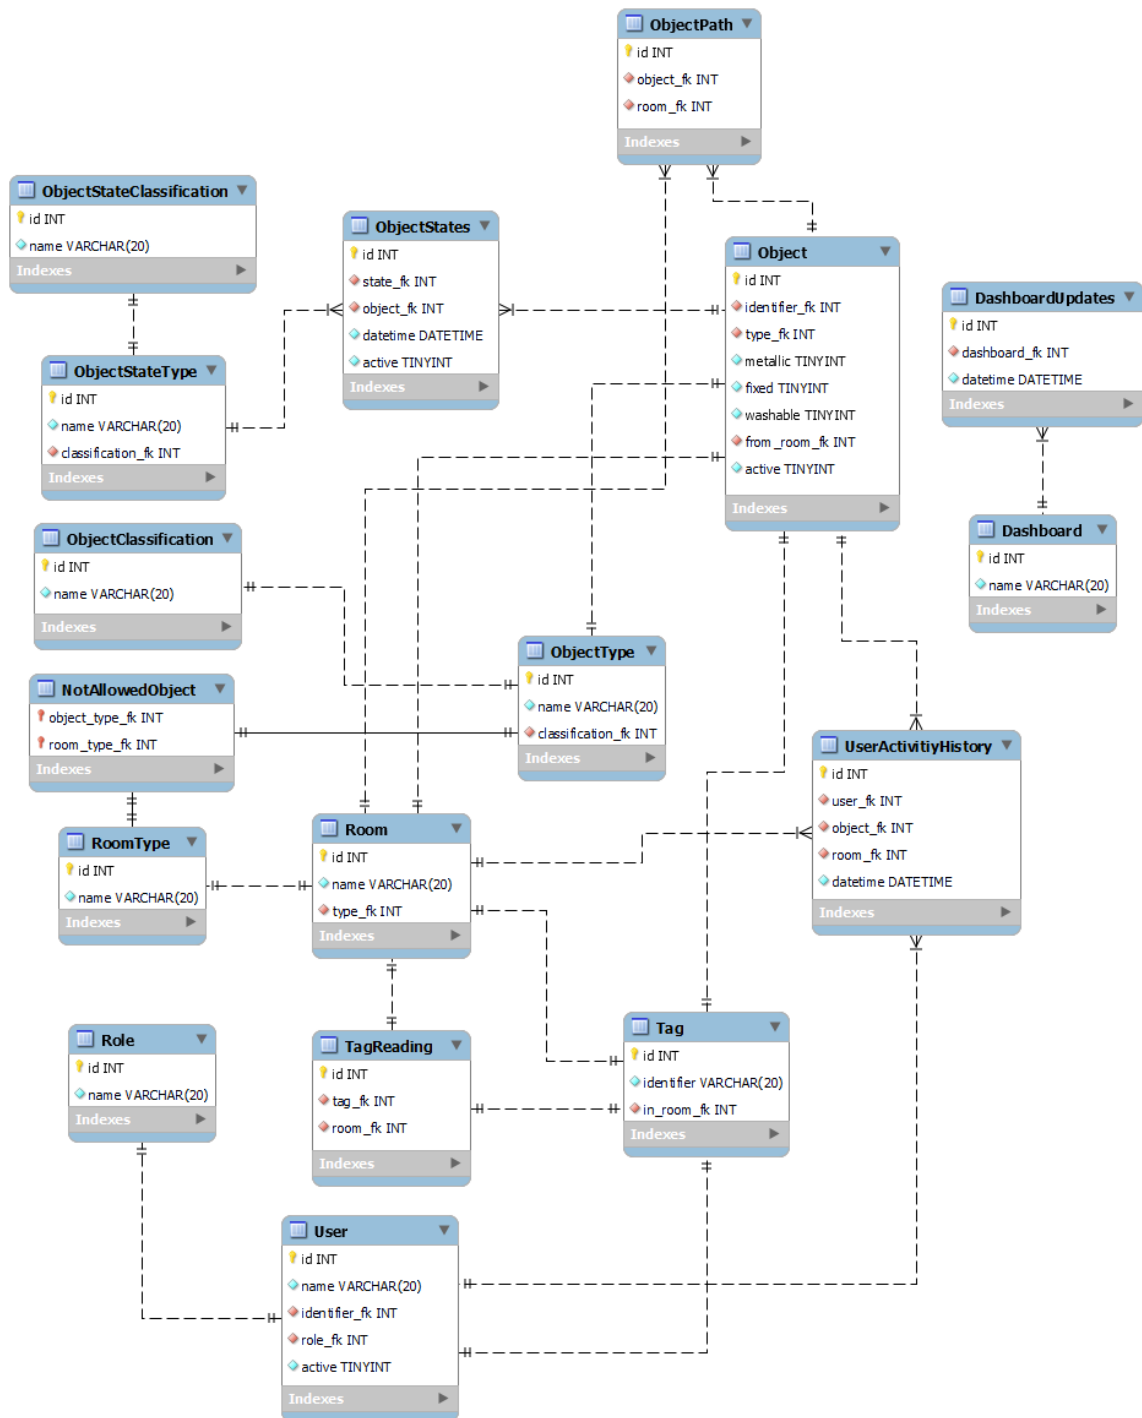 ObjectPath
id INT
object_fk INT
room_fk INT
Indexes
ObjectStateClassification
id INT
name VARCHAR(20)
Indexes
ObjectStates
id INT
state_fk INT
object_fk INT
datetime DATETIME
active TINYINT
Indexes
Object
id INT
identifier_fk INT
type_fk INT
metallic TINYINT
fixed TINYINT
washable TINYINT
from_room_fk INT
active TINYINT
Indexes
DashboardUpdates
id INT
dashboard_fk INT
datetime DATETIME
Indexes
ObjectStateType
id INT
name VARCHAR(20)
classification_fk INT
Indexes
ObjectClassification
id INT
name VARCHAR(20)
Indexes
Dashboard
id INT
name VARCHAR(20)
Indexes
ObjectType
id INT
name VARCHAR(20)
classification_fk INT
Indexes
NotAllowedObject
object_type_fk INT
room_type_fk INT
Indexes
UserActivitiyHistory
id INT
user_fk INT
object_fk INT
room_fk INT
datetime DATETIME
Indexes
RoomType
id INT
name VARCHAR(20)
Indexes
Room
id INT
name VARCHAR(20)
type_fk INT
Indexes
Role
id INT
name VARCHAR(20)
Indexes
TagReading
id INT
tag_fk INT
room_fk INT
Indexes
Tag
id INT
identifier VARCHAR(20)
in_room_fk INT
Indexes
User
id INT
name VARCHAR(20)
identifier_fk INT
role_fk INT
active TINYINT
Indexes